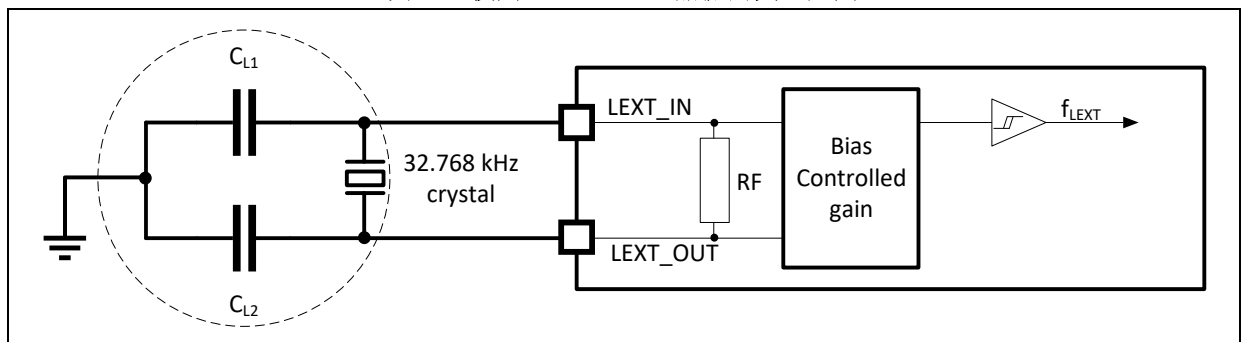 C_L1
LEXT_IN
f_LEXT
32.768 kHz
crystal
RF
Bias
Controlled
gain
LEXT_OUT
C_L2